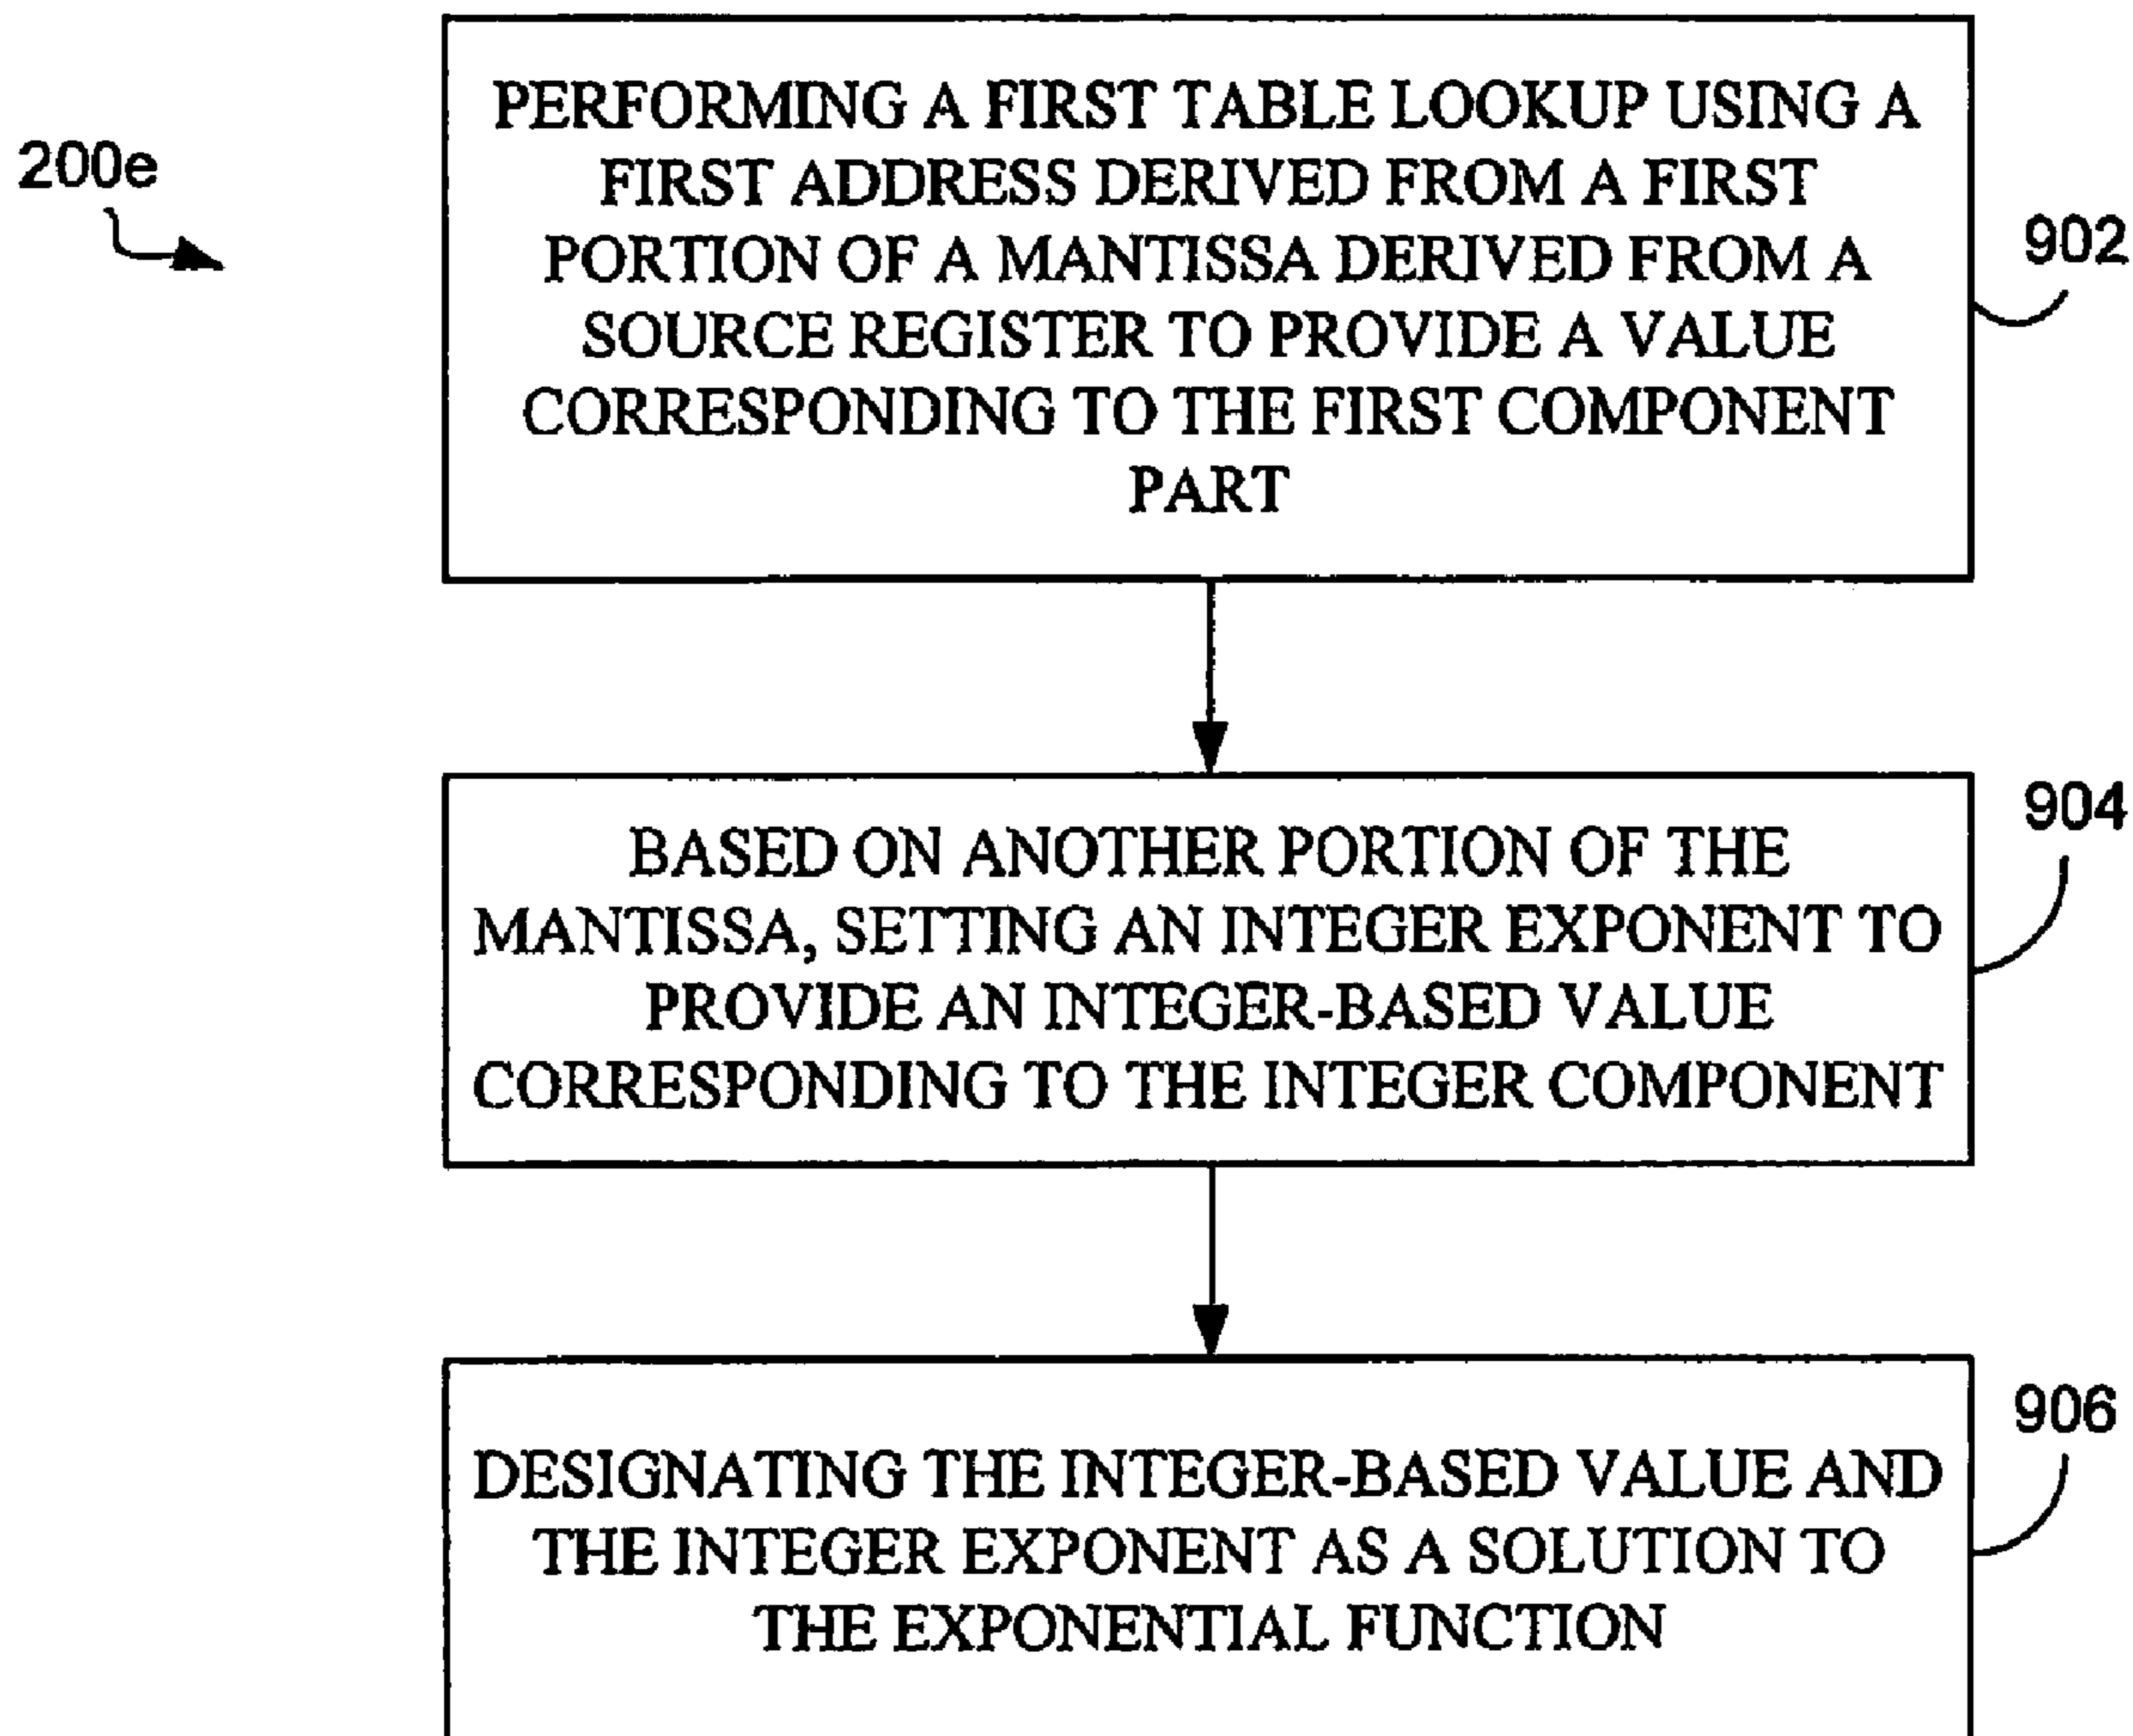 200e
PERFORMING A FIRST TABLE LOOKUP USING A
FIRST ADDRESS DERIVED FROM A FIRST
PORTION OF A MANTISSA DERIVED FROM A
SOURCE REGISTER TO PROVIDE A VALUE
CORRESPONDING TO THE FIRST COMPONENT
PART
902
BASED ON ANOTHER PORTION OF THE
MANTISSA, SETTING AN INTEGER EXPONENT TO
PROVIDE AN INTEGER-BASED VALUE
CORRESPONDING TO THE INTEGER COMPONENT
904
DESIGNATING THE INTEGER-BASED VALUE AND
THE INTEGER EXPONENT AS A SOLUTION TO
THE EXPONENTIAL FUNCTION
906